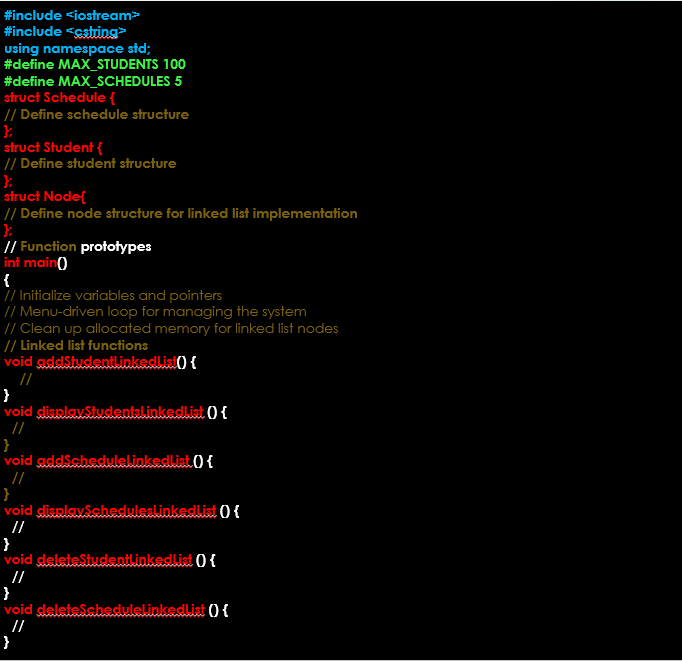 #include <iostream>
#include <cstring>
using namespace std;
#define MAX_STUDENTS 100
#define MAX_SCHEDULES 5
struct Schedule {
// Define schedule structure
};
struct Student {
// Define student structure
};
struct Node{
// Define node structure for linked list implementation
};
// Function prototypes
int main()
{
// Initialize variables and pointers
// Menu-driven loop for managing the system
// Clean up allocated memory for linked list nodes
// Linked list functions
void addStudentLinkedList() {
//
}
void displayStudentsLinkedList () {
//
}
void addScheduleLinkedList () {
//
}
void displaySchedulesLinkedList () {
//
}
void deleteStudentLinkedList () {
//
}
void deleteScheduleLinkedList () {
//
}